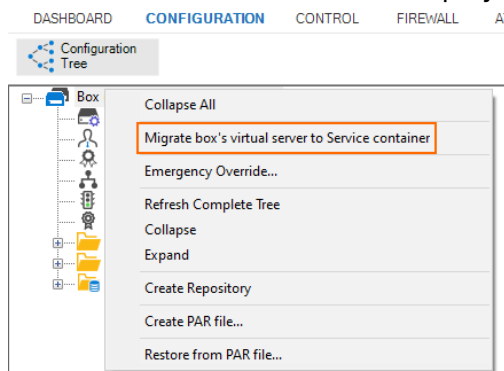 DASHBOARD CONFIGURATION CONTROL FIREWALL
Configuration
Tree
Box
Collapse All
Migrate box's virtual server to Service container
Emergency Override...
Refresh Complete Tree
Collapse
Expand
Create Repository
Create PAR file...
Restore from PAR file...